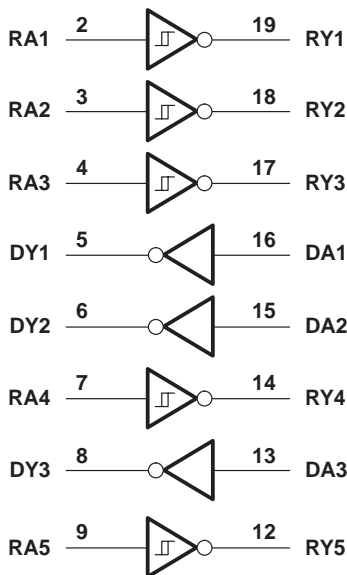 RA1 2 19 RY1
RA2 3 18 RY2
RA3 4 17 RY3
DY1 5 16 DA1
DY2 6 15 DA2
RA4 7 14 RY4
DY3 8 13 DA3
RA5 9 12 RY5